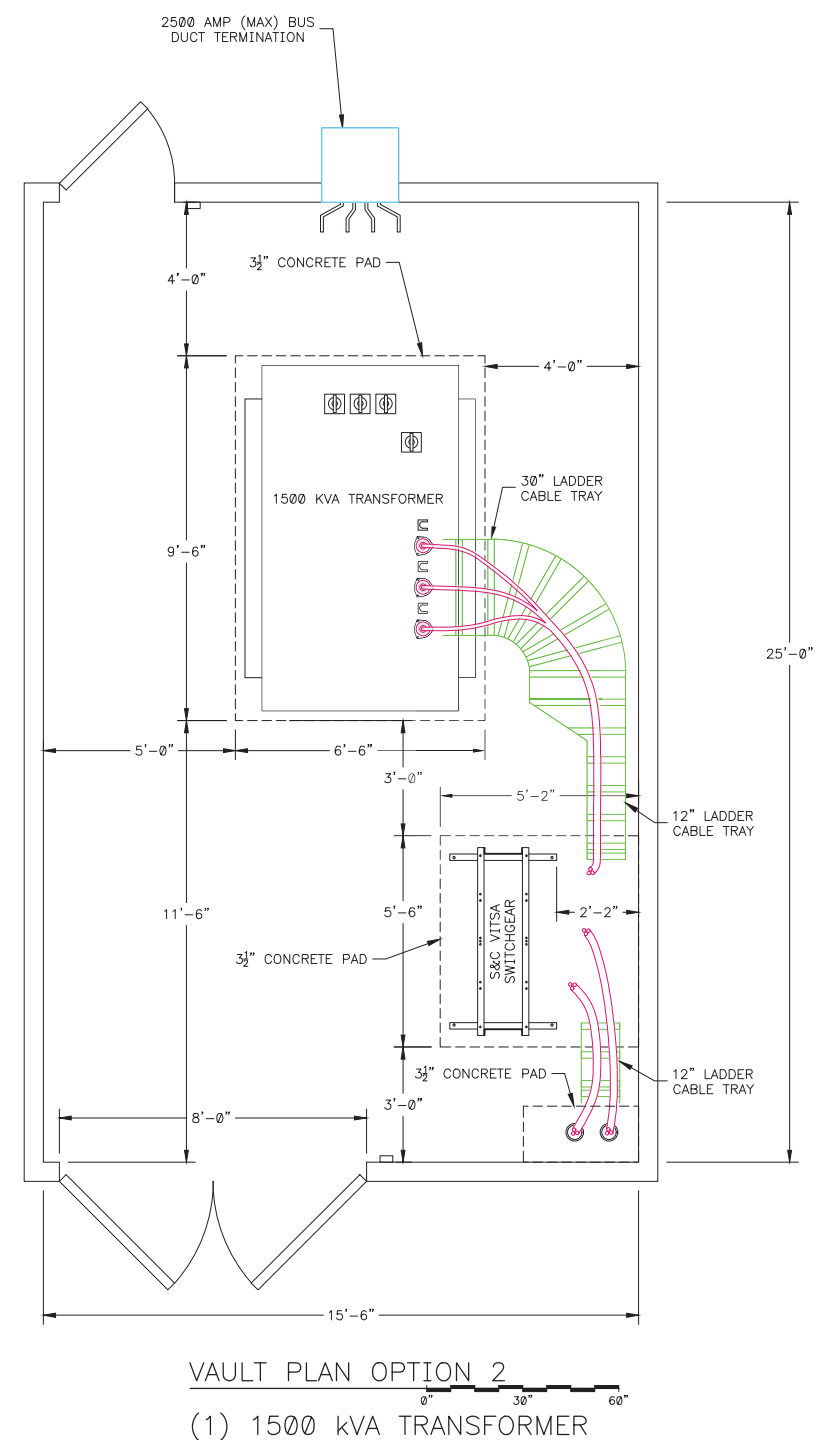 2500 AMP (MAX) BUS
DUCT TERMINATION
3½" CONCRETE PAD
4'-0"
4'-0"
30" LADDER
CABLE TRAY
1500 KVA TRANSFORMER
9'-6"
25'-0"
5'-0"
6'-6"
3'-0"
5'-2"
12" LADDER
CABLE TRAY
11'-6"
5'-6"
2'-2"
S&C VITSA
SWITCHGEAR
3½" CONCRETE PAD
3½" CONCRETE PAD
12" LADDER
CABLE TRAY
3'-0"
8'-0"
15'-6"
VAULT PLAN OPTION 2
0" 30" 60"
(1) 1500 kVA TRANSFORMER